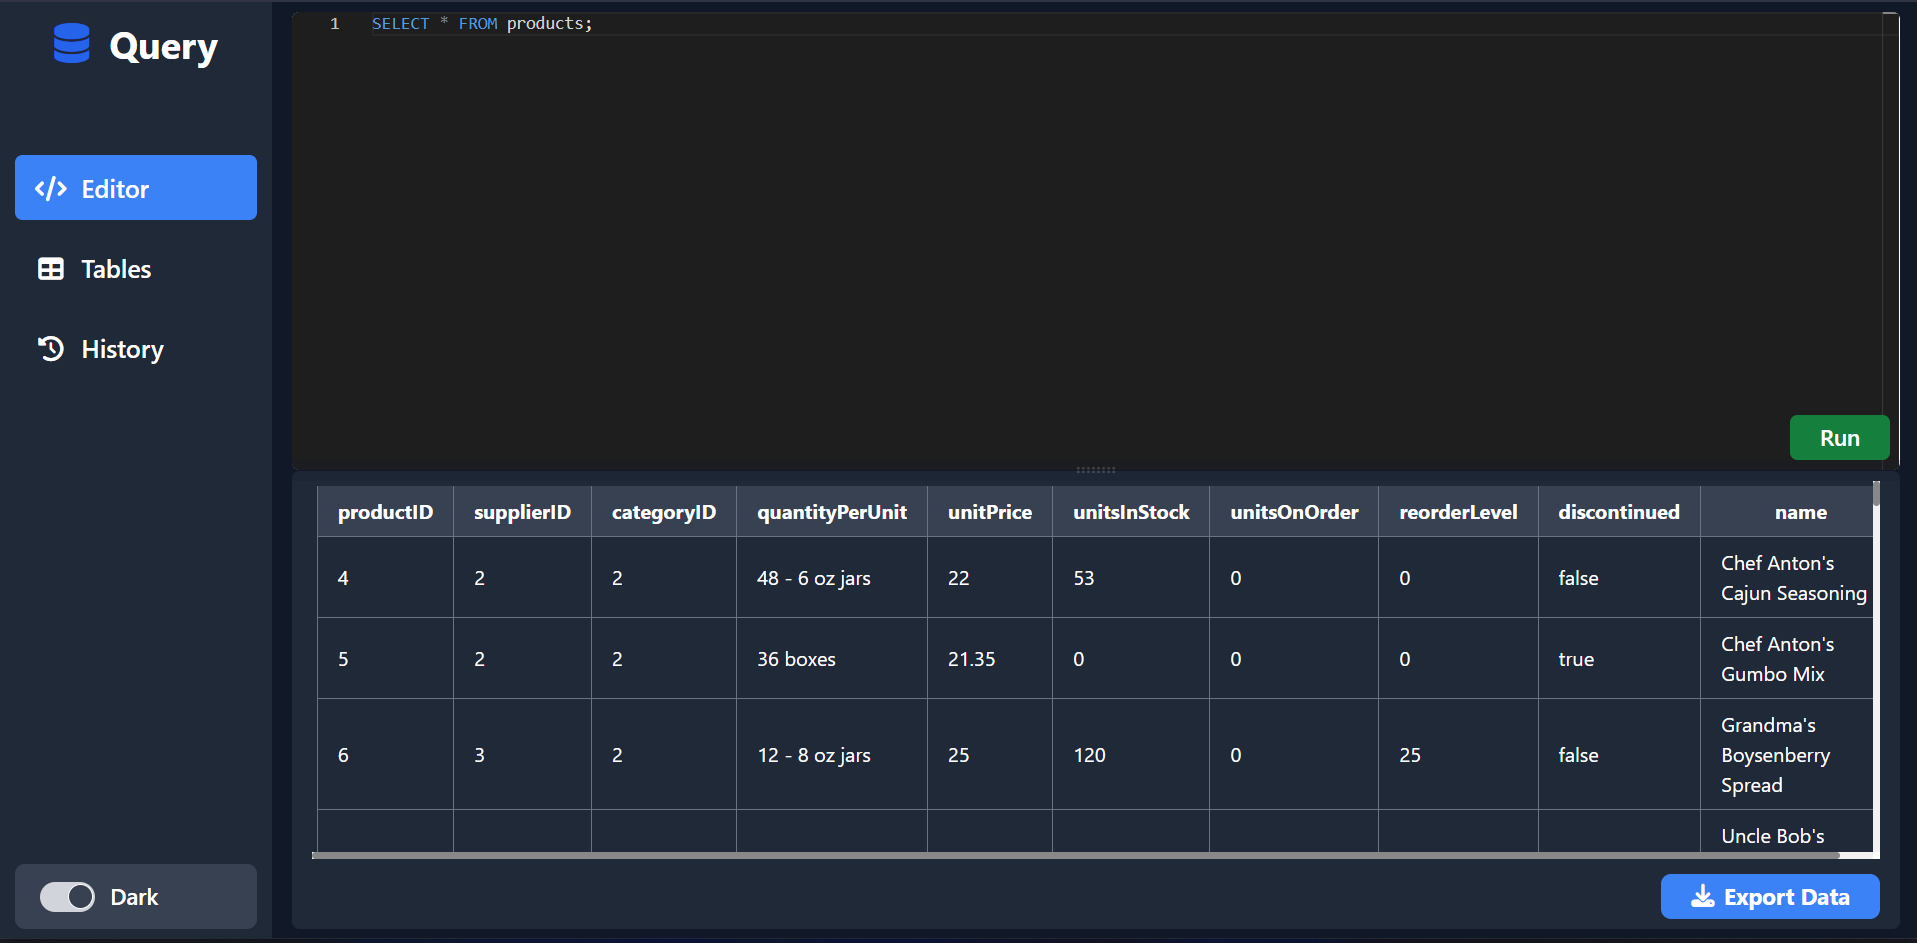 Query
Editor
Tables
History
Dark
1 SELECT * FROM products;
Run
productID supplierID categoryID quantityPerUnit unitPrice unitsInStock unitsOnOrder reorderLevel discontinued name
4 2 2 48 - 6 oz jars 22 53 0 0 false Chef Anton's
Cajun Seasoning
5 2 2 36 boxes 21.35 0 0 0 true Chef Anton's
Gumbo Mix
6 3 2 12 - 8 oz jars 25 120 0 25 false Grandma's
Boysenberry
Spread
Uncle Bob's
Export Data